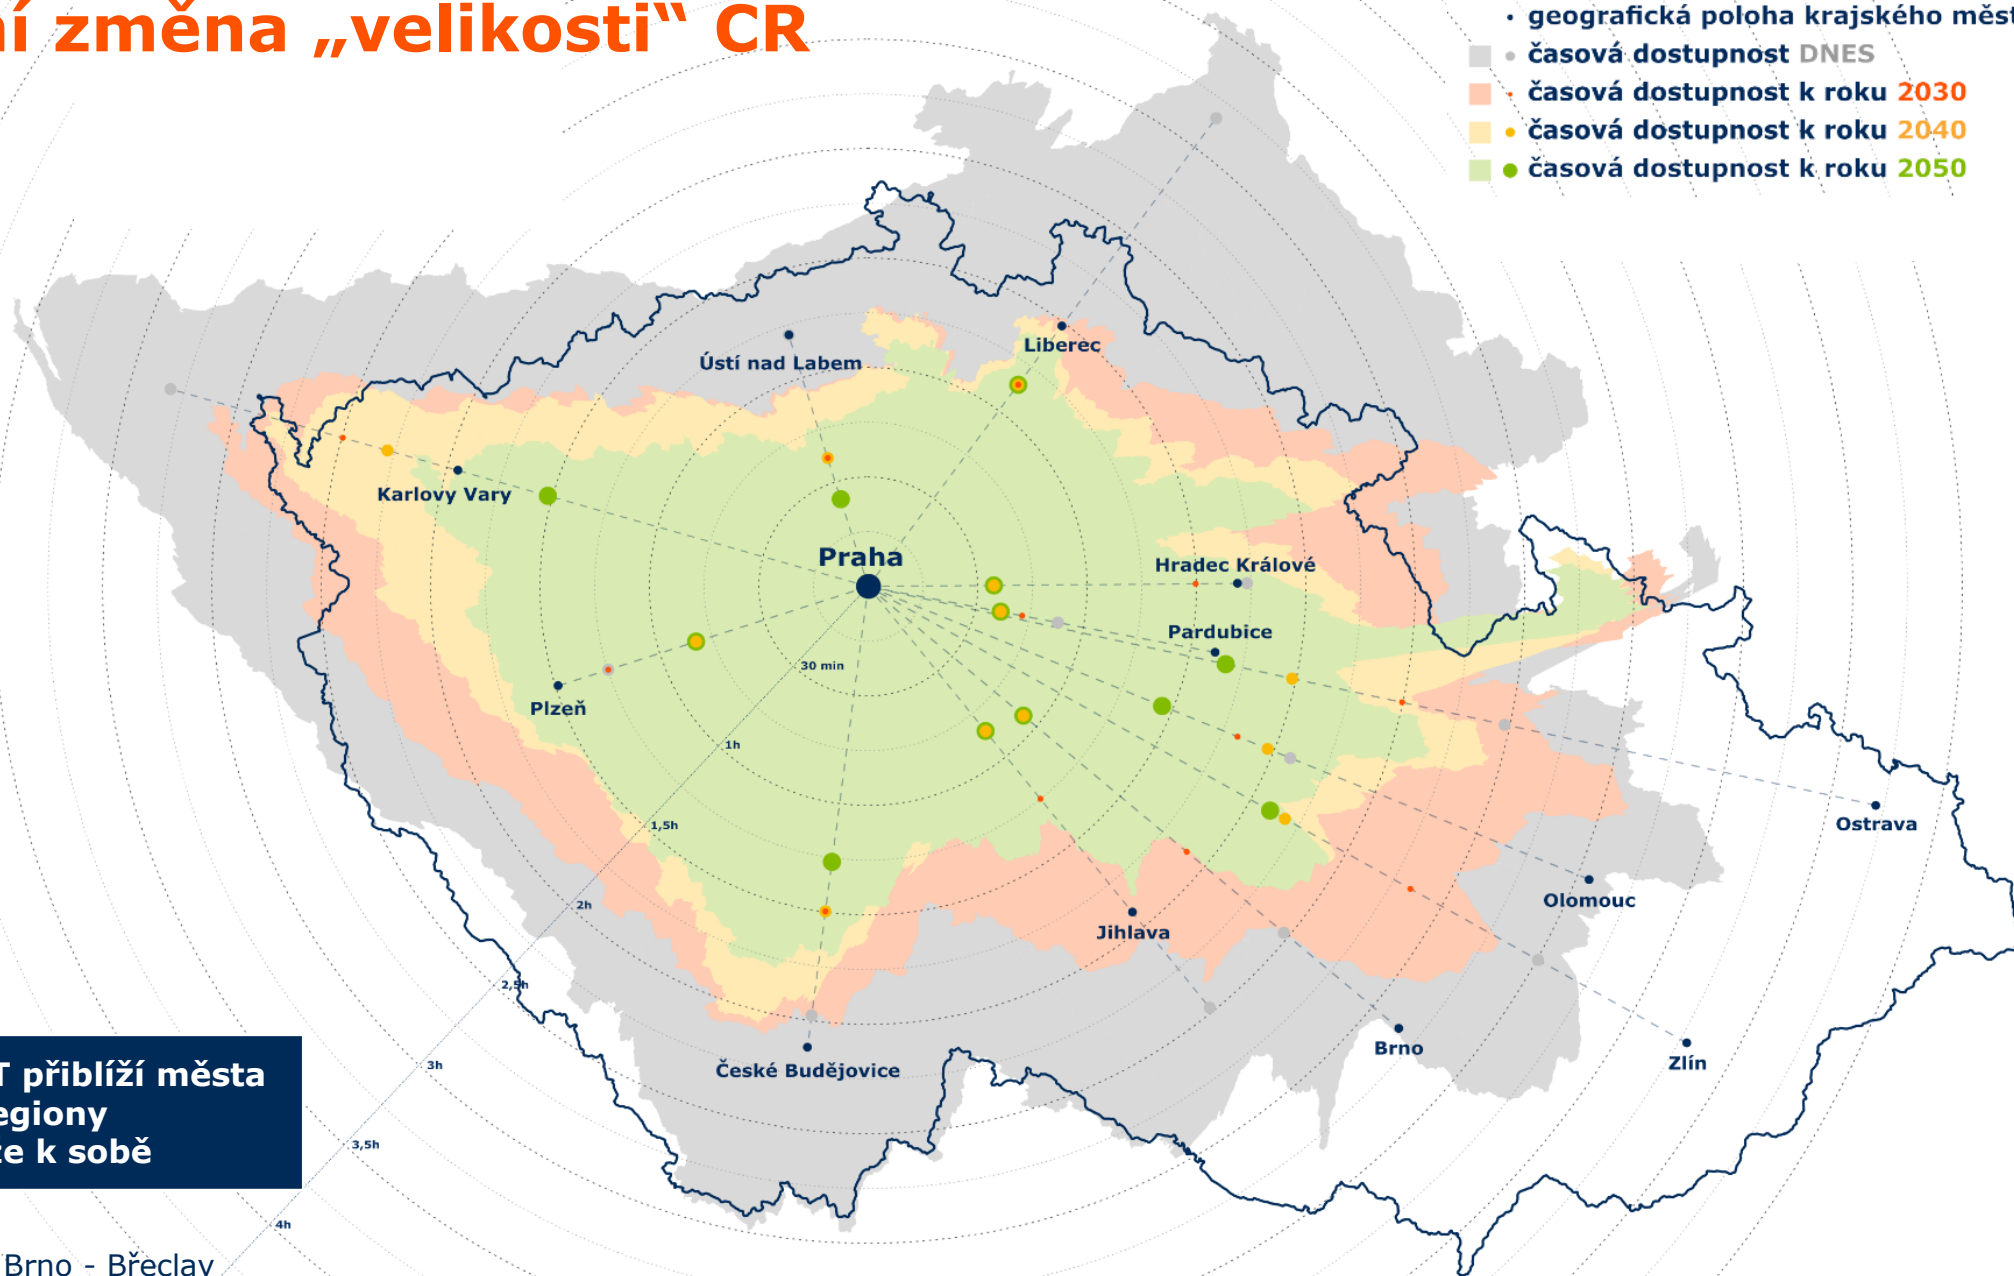 ní změna „velikosti“ CR
geografická poloha krajského měst
časová dostupnost DNES
časová dostupnost k roku 2030
časová dostupnost k roku 2040
časová dostupnost k roku 2050
Liberec
Ústí nad Labem
Karlovy Vary
Praha
Hradec Králové
Pardubice
30 min
Plzeň
1h
1,5h
Ostrava
2h
Olomouc
Jihlava
2,5h
Brno
Zlín
České Budějovice
3h
3,5h
4h
T přiblíží města
egiony
že k sobě
Brno - Břeclav